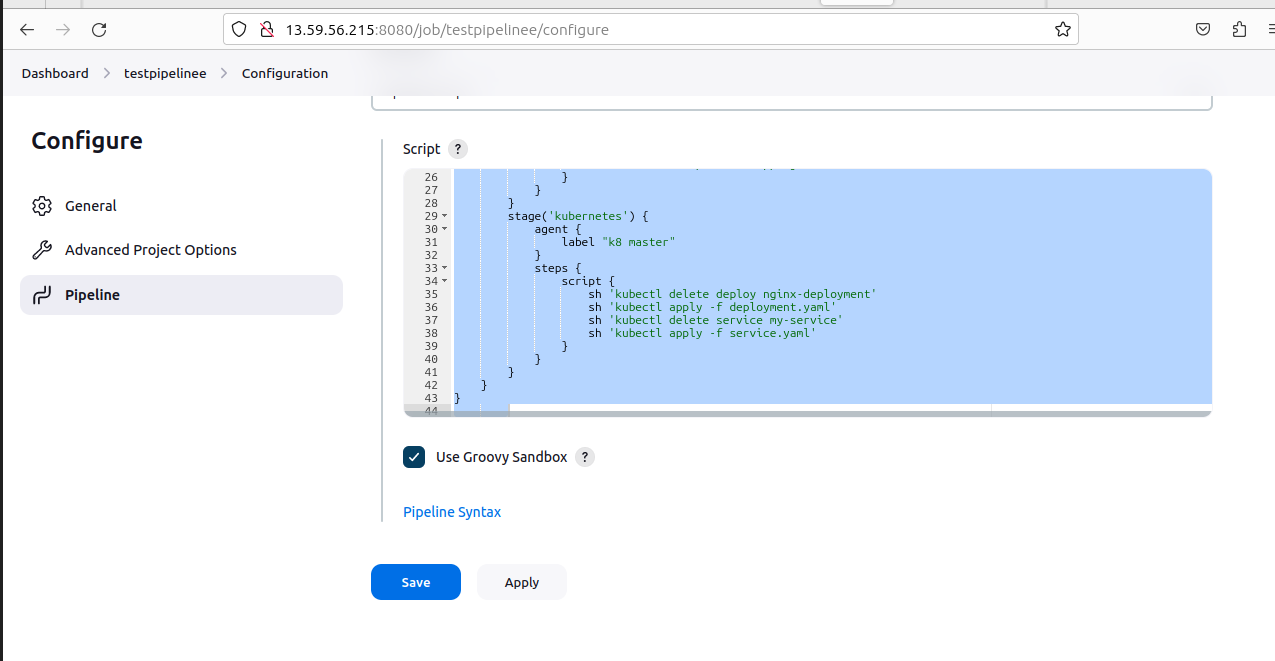 13.59.56.215:8080/job/testpipelinee/configure
Dashboard > testpipelinee > Configuration
Configure
General
Advanced Project Options
Pipeline
Script ?
26 }
27 }
28 }
29 stage('kubernetes') {
30 agent {
31 label "k8 master"
32 }
33 steps {
34 script {
35 sh 'kubectl delete deploy nginx-deployment'
36 sh 'kubectl apply -f deployment.yaml'
37 sh 'kubectl delete service my-service'
38 sh 'kubectl apply -f service.yaml'
39 }
40 }
41 }
42 }
43 }
44
Use Groovy Sandbox ?
Pipeline Syntax
Save Apply